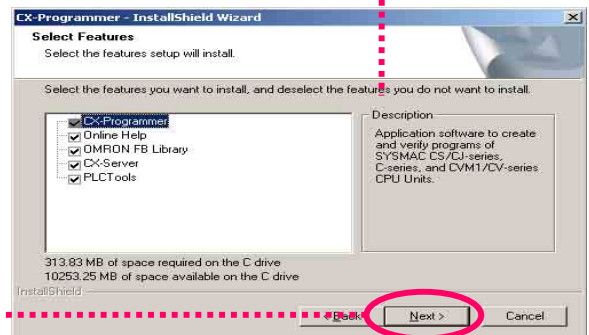 CX-Programmer - InstallShield Wizard
Select Features
Select the features setup will install.
Select the features you want to install, and deselect the features you do not want to install.
CX-Programmer
Online Help
OMRON FB Library
CX-Server
PLCTools
Description
Application software to create
and verify programs of
SYSMAC CS/CJ-series,
C-series, and CVM1/CV-series
CPU Units.
313.83 MB of space required on the C drive
10253.25 MB of space available on the C drive
InstallShield
< Back
Next >
Cancel